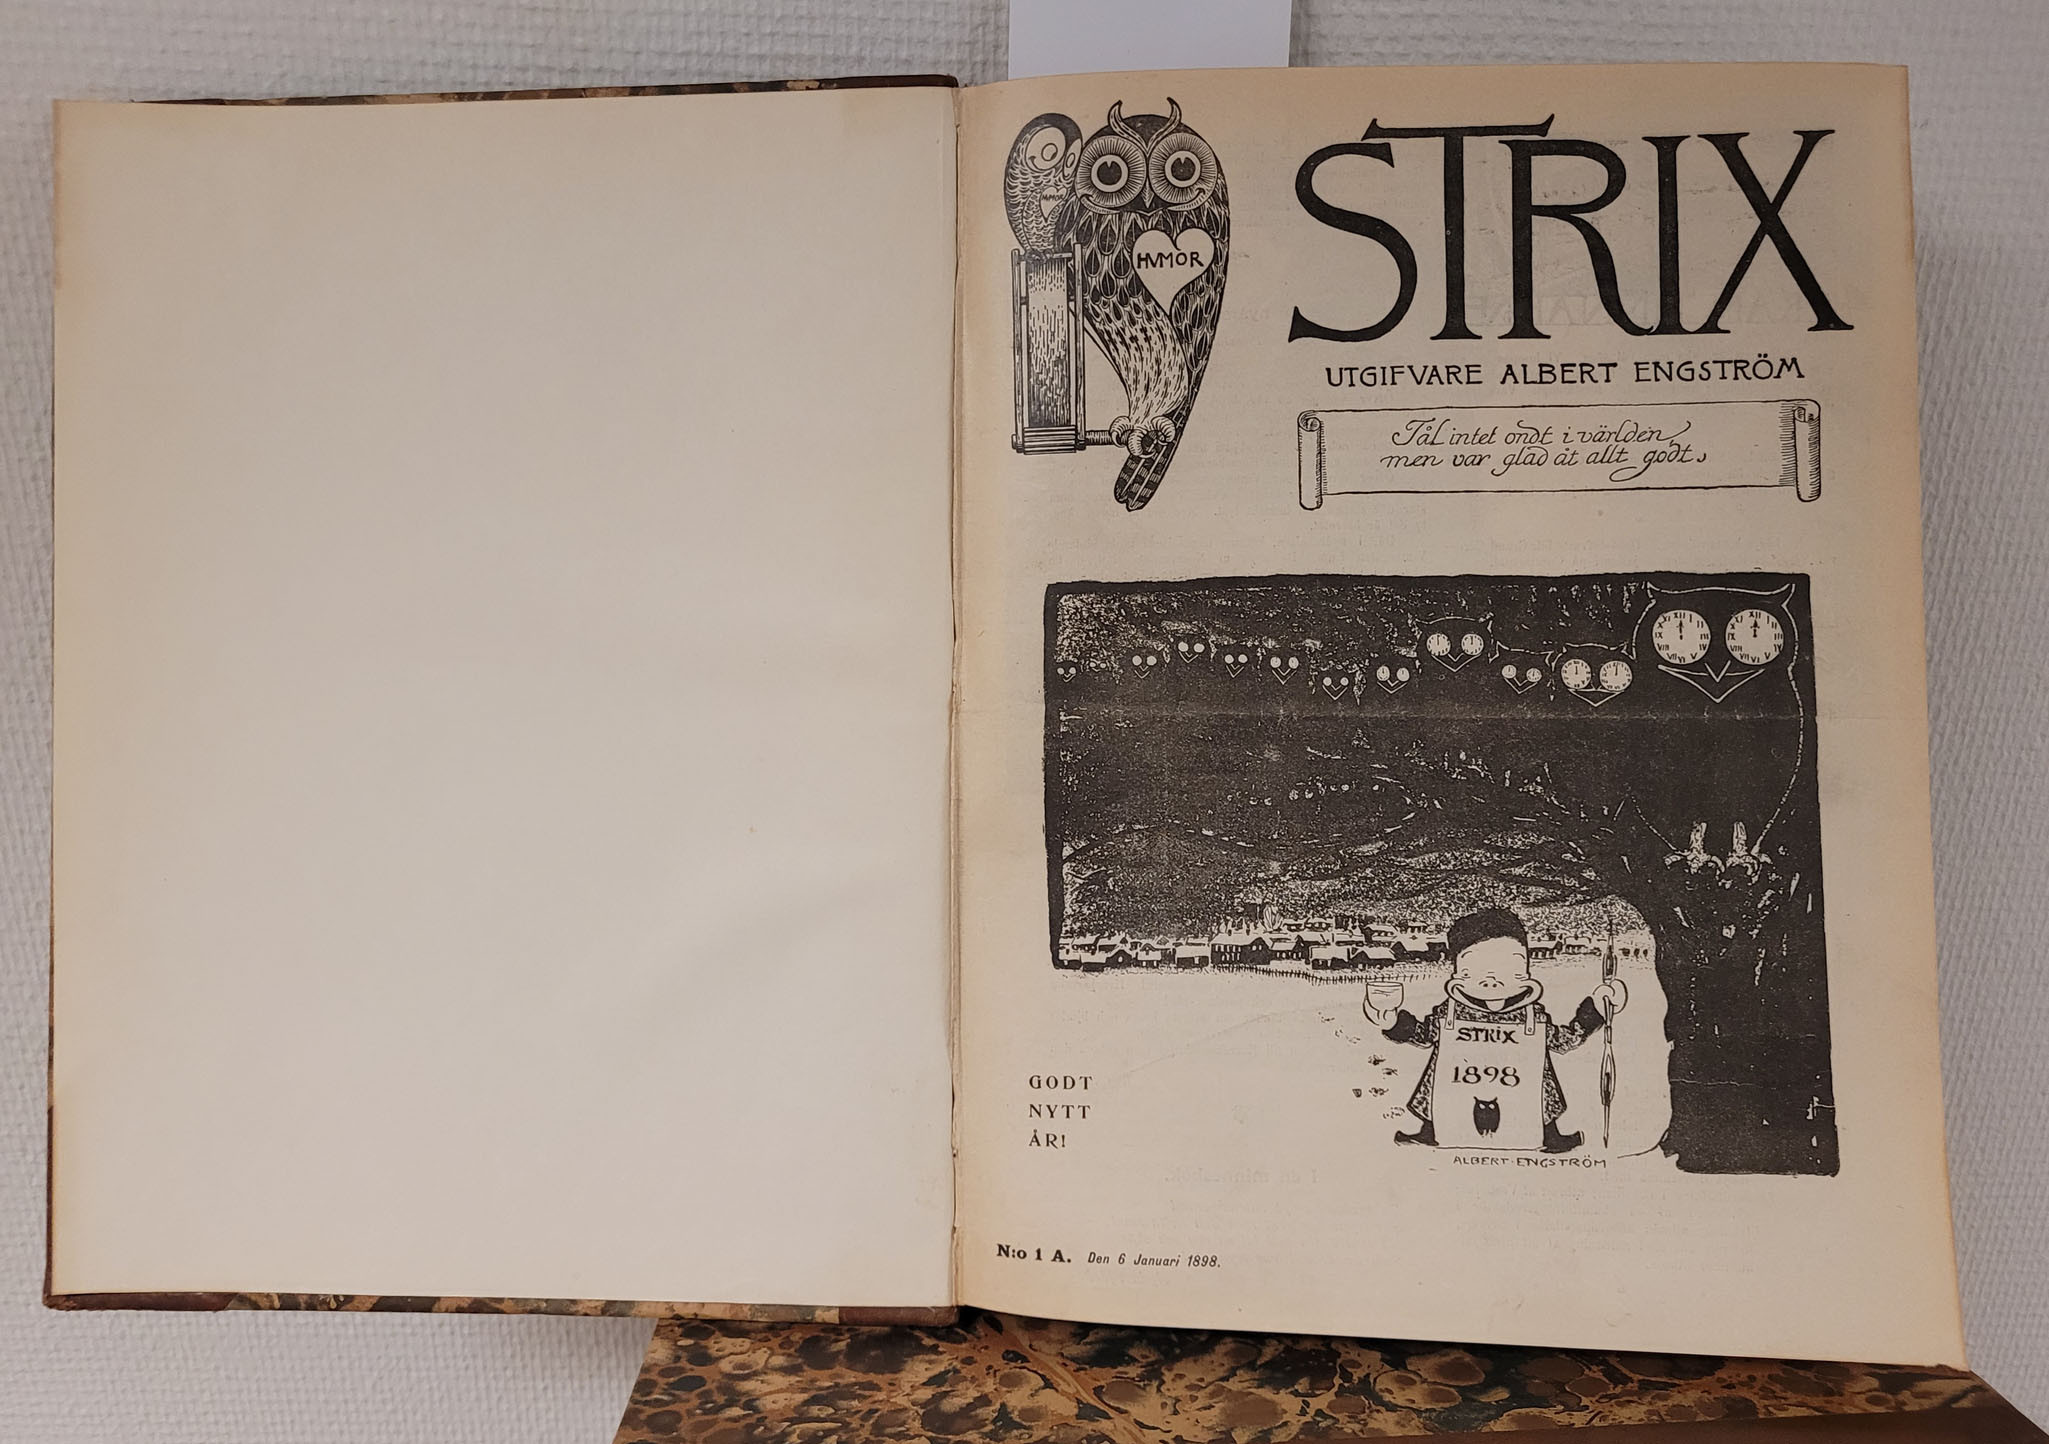 HVMOR
HVMOR
STRIX
UTGIFVARE ALBERT ENGSTRÖM
Tål intet ondt i världen,
men var glad åt allt godt.
STRIX
1898
GODT
NYTT
ÅR!
ALBERT·ENGSTRÖM
N:o 1 A. Den 6 Januari 1898.